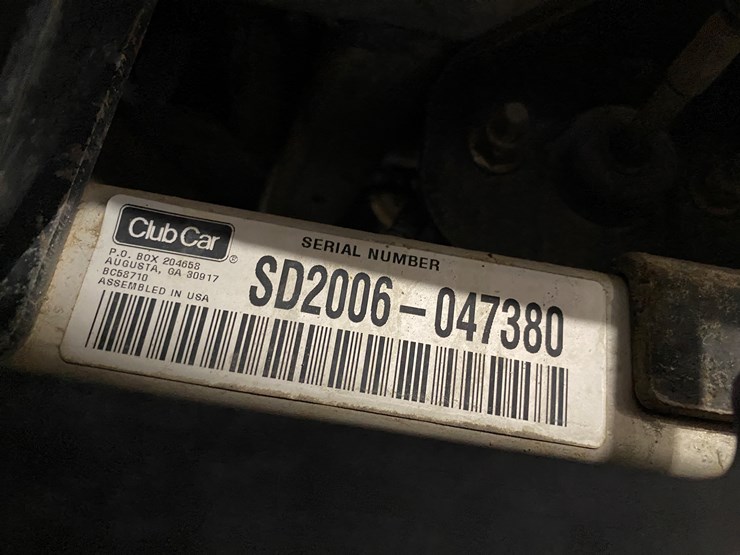 Club Car
®
P.O. BOX 204658
AUGUSTA, GA 30917
BC58710
ASSEMBLED IN USA
SERIAL NUMBER
SD2006-047380